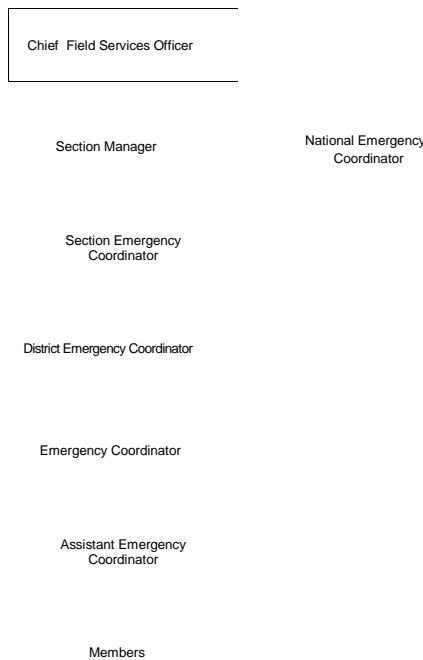 Chief Field Services Officer
Section Manager
National Emergency
Coordinator
Section Emergency
Coordinator
District Emergency Coordinator
Emergency Coordinator
Assistant Emergency
Coordinator
Members